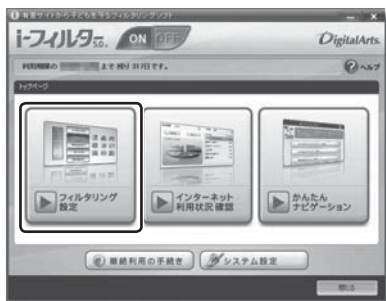 有害サイトから子どもを守るフィルタリングソフト
i-フィルター5.0. ON OFF
DigitalArts.
利用期限の まで 残り 317日です。
ヘルプ
トップページ
フィルタリング
設定
インターネット
利用状況 確認
かんたん
ナビゲーション
継続利用の手続き
システム設定
閉じる